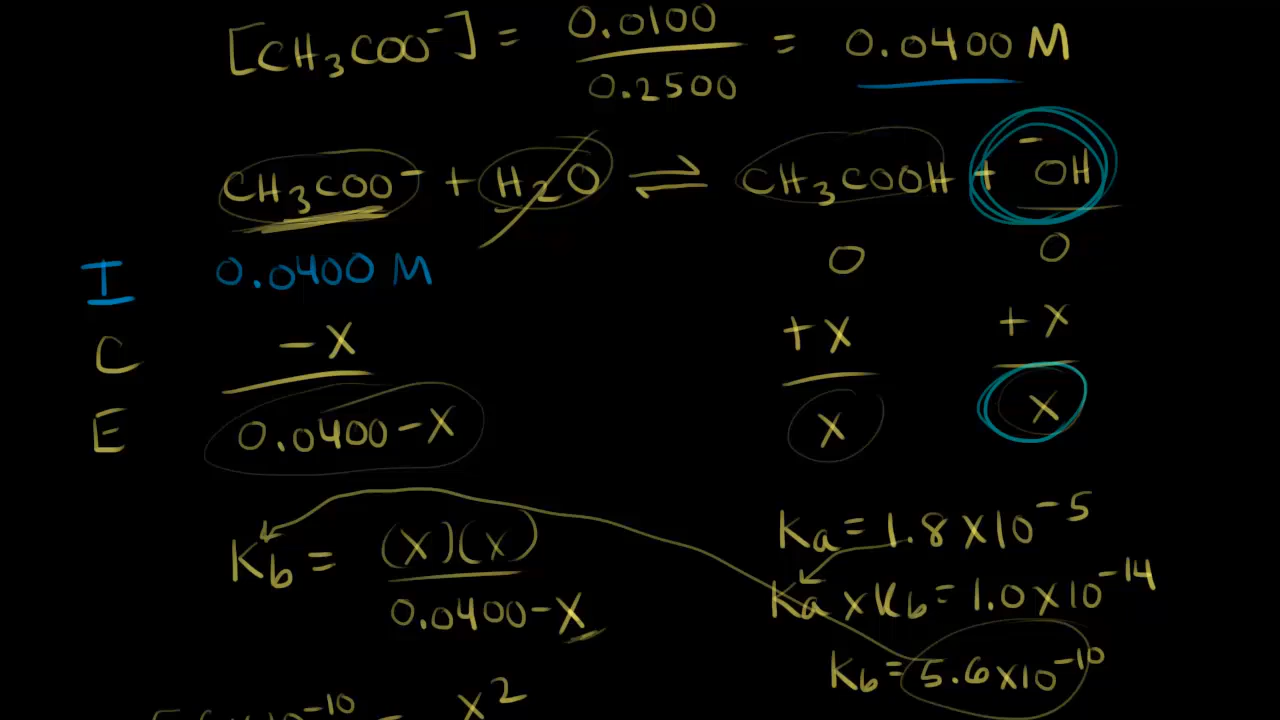 [CH₃COO⁻] = 0.0100 / 0.2500 = 0.0400 M
CH₃COO⁻ + H₂O ⇌ CH₃COOH + ⁻OH
I 0.0400 M 0 0
C -X +X +X
E 0.0400-X X X
Kb = (X)(X) / 0.0400-X
Ka = 1.8 X 10⁻⁵
Ka x Kb = 1.0 X 10⁻¹⁴
Kb = 5.6 X 10⁻¹⁰
X²